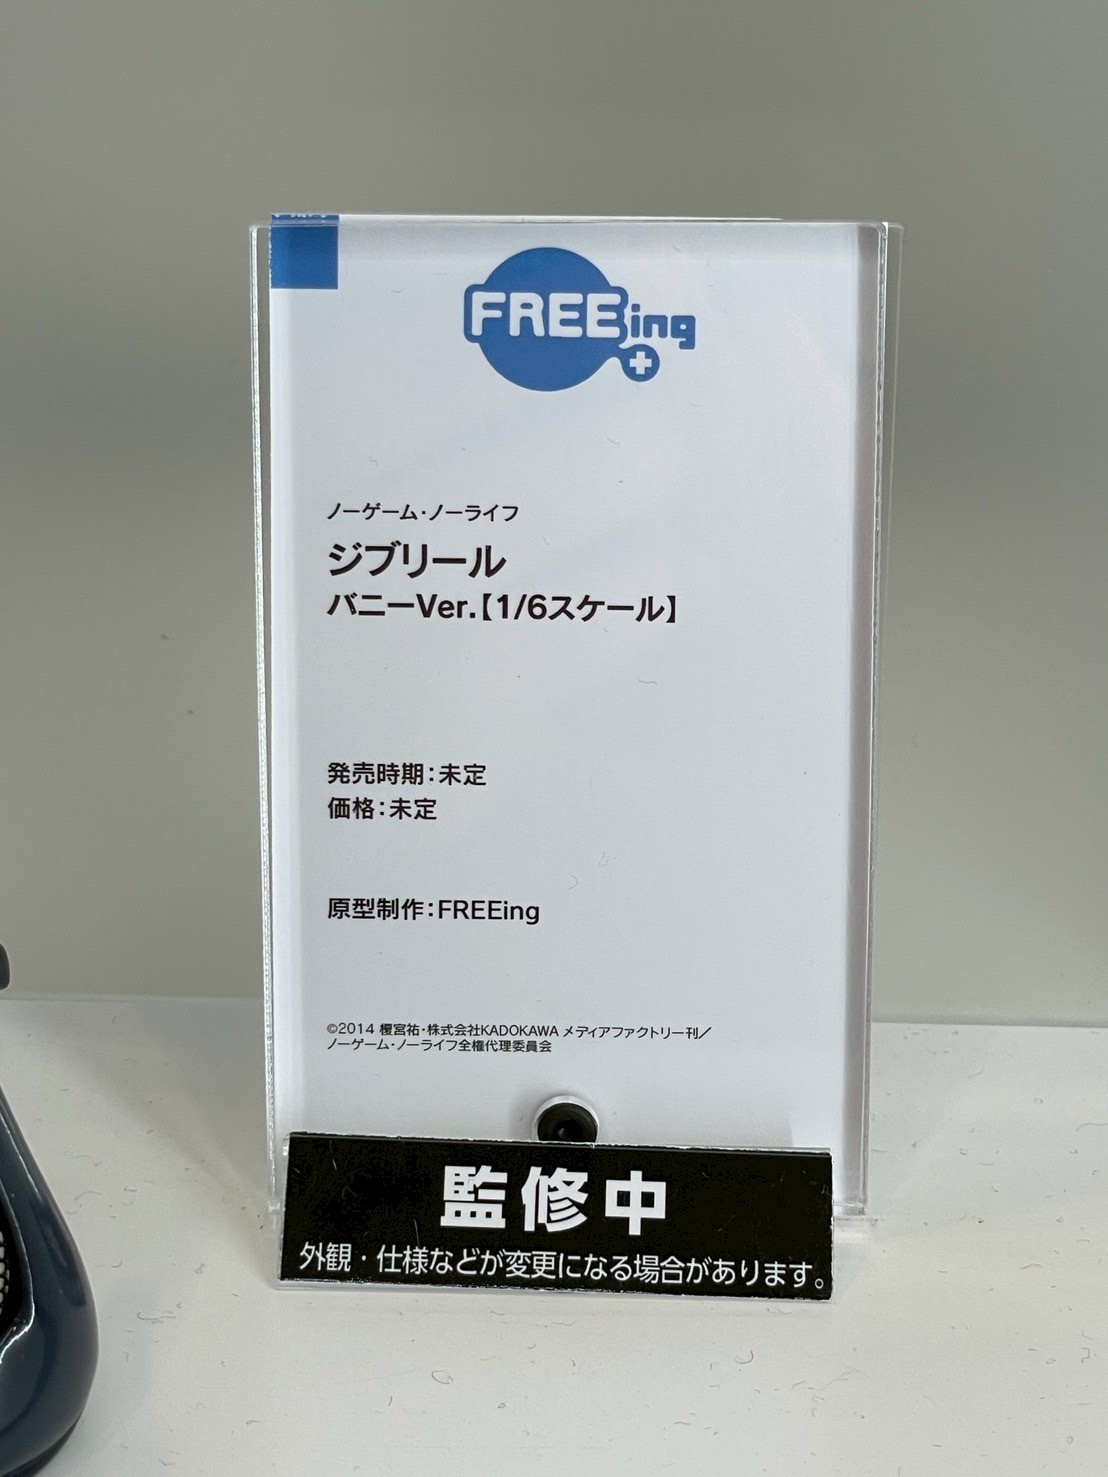 FREEing
ノーゲーム・ノーライフ
ジブリール
バニーVer.【1/6スケール】
発売時期：未定
価格：未定
原型制作：FREEing
©2014 榎宮祐・株式会社KADOKAWA メディアファクトリー刊／
ノーゲーム・ノーライフ全権代理委員会
監修中
外観・仕様などが変更になる場合があります。